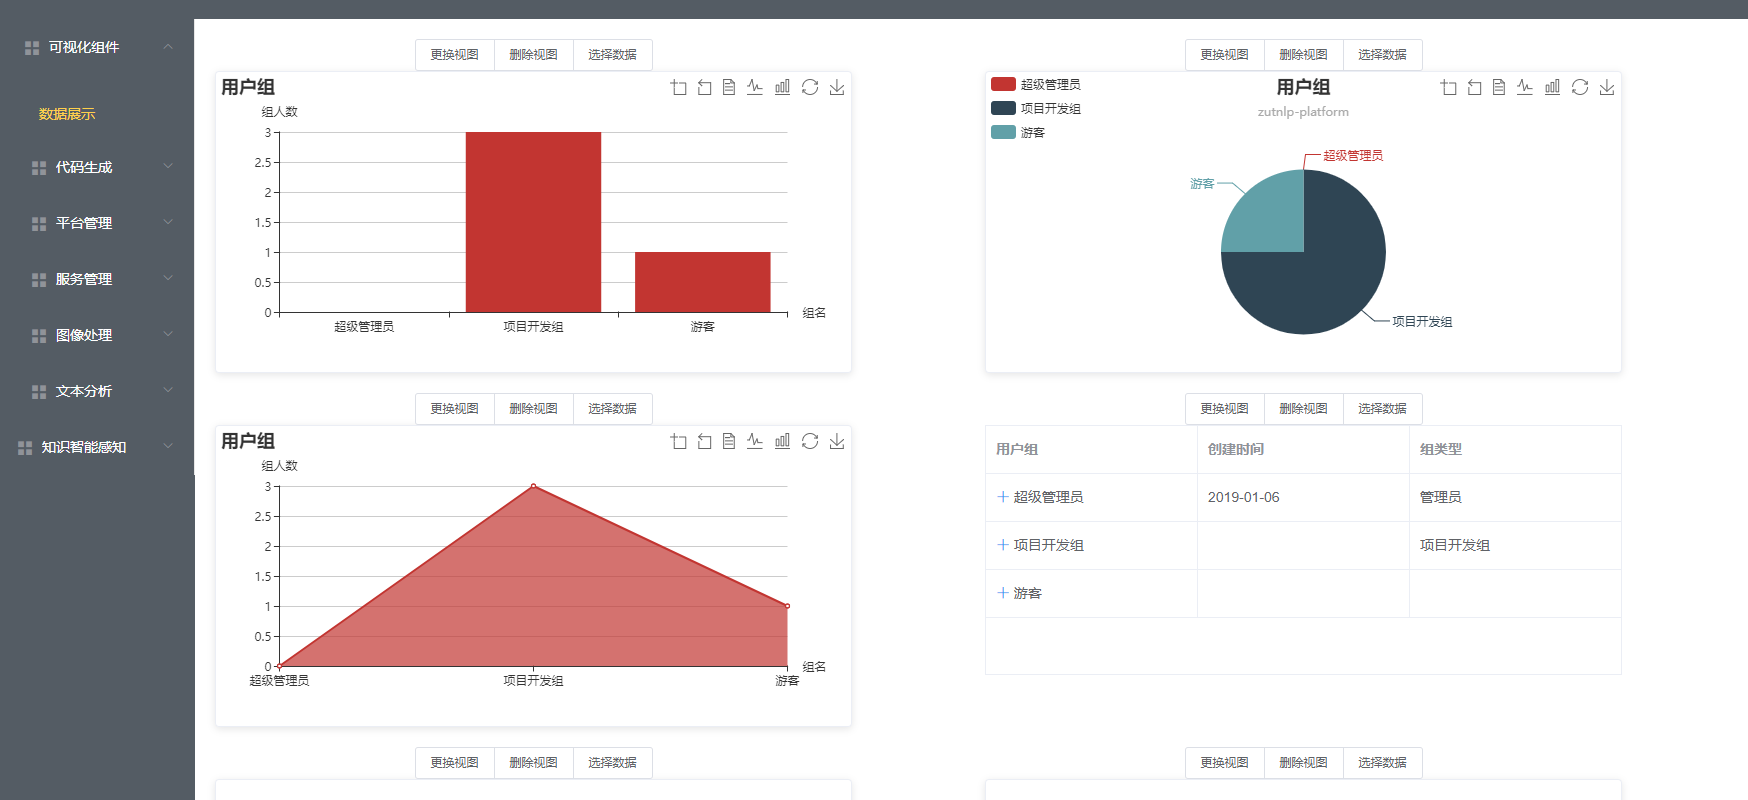 可视化组件
数据展示
代码生成
平台管理
服务管理
图像处理
文本分析
知识智能感知
更换视图 删除视图 选择数据
用户组
组人数
3
2.5
2
1.5
1
0.5
0
超级管理员 项目开发组 游客
组名
更换视图 删除视图 选择数据
超级管理员
项目开发组
游客
用户组
zutnlp-platform
超级管理员
游客
项目开发组
更换视图 删除视图 选择数据
用户组
组人数
3
2.5
2
1.5
1
0.5
0
超级管理员 项目开发组 游客
组名
更换视图 删除视图 选择数据
用户组 创建时间 组类型
超级管理员 2019-01-06 管理员
项目开发组 项目开发组
游客
更换视图 删除视图 选择数据
更换视图 删除视图 选择数据